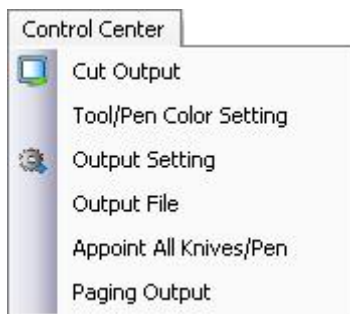 Control Center
Cut Output
Tool/Pen Color Setting
Output Setting
Output File
Appoint All Knives/Pen
Paging Output